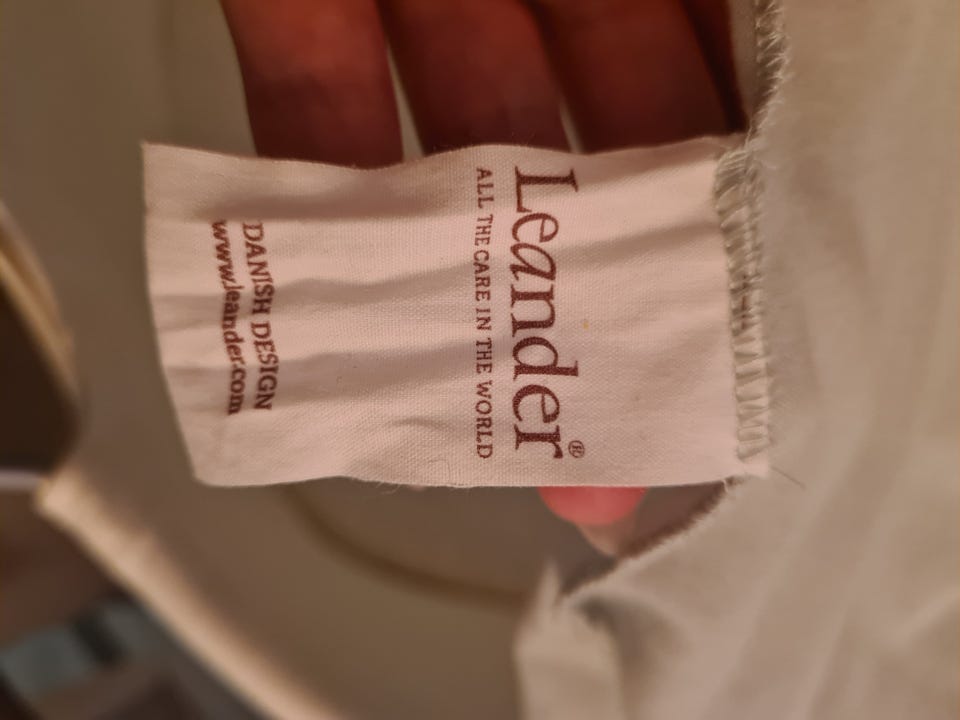 Leander®
ALL THE CARE IN THE WORLD
DANISH DESIGN
www.leander.com